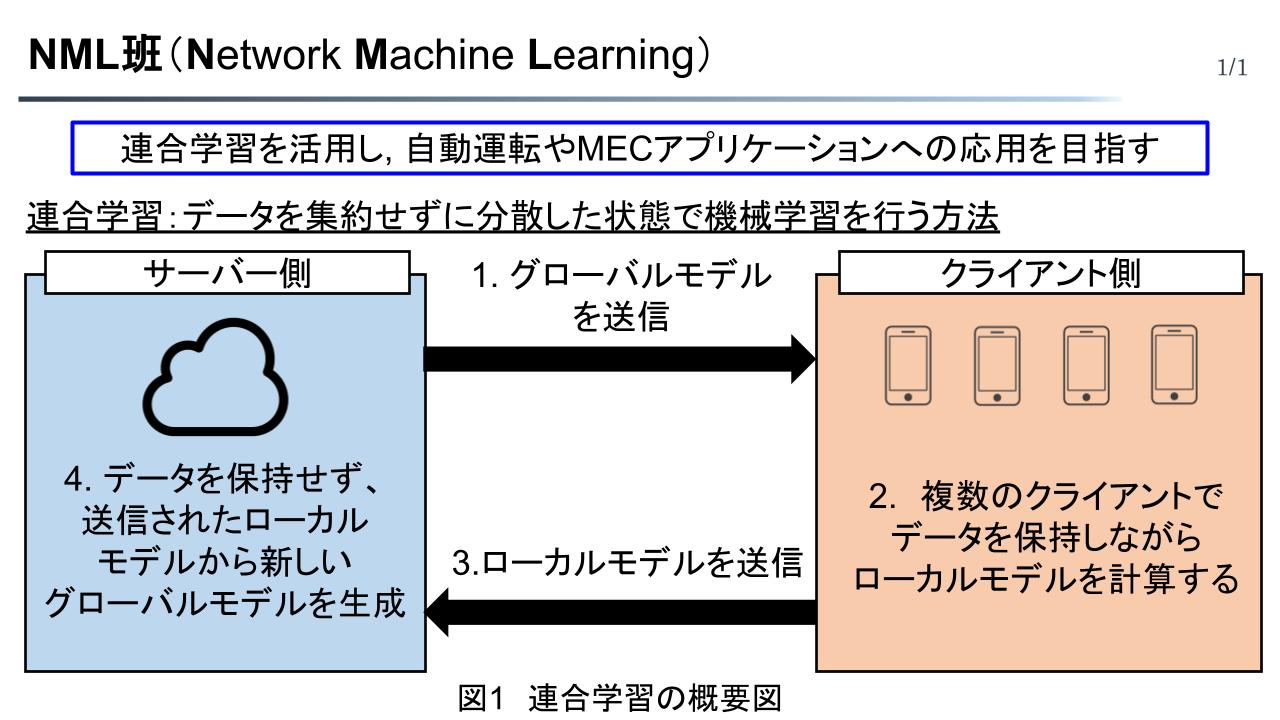 NML班（Network Machine Learning）
1/1
連合学習を活用し, 自動運転やMECアプリケーションへの応用を目指す
連合学習：データを集約せずに分散した状態で機械学習を行う方法
サーバー側
1. グローバルモデル
を送信
クライアント側
4. データを保持せず、
送信されたローカル
モデルから新しい
グローバルモデルを生成
2. 複数のクライアントで
データを保持しながら
ローカルモデルを計算する
3.ローカルモデルを送信
図1　連合学習の概要図